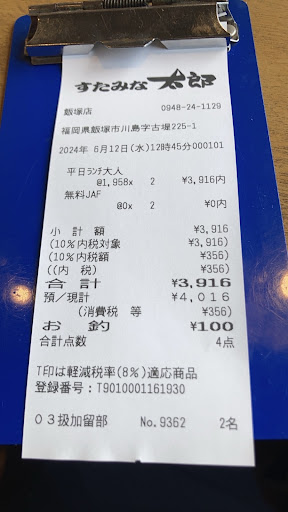 すたみな太郎
飯塚店 0948-24-1129
福岡県飯塚市川島字古堤225-1
2024年 6月12日(水)12時45分000101
平日ﾗﾝﾁ大人
@1,958x 2 ¥3,916内
無料JAF
@0x 2 ¥0内
小 計 額 ¥3,916
(10%内税対象 ¥3,916)
(10%内税額 ¥356)
((内 税) ¥356)
合 計 ¥3,916
預/現計 ¥4,016
(消費税 等 ¥356)
お 釣 ¥100
合計点数 4点
T印は軽減税率(8%)適応商品
登録番号:T9010001161930
03扱加留部 No.9362 2名